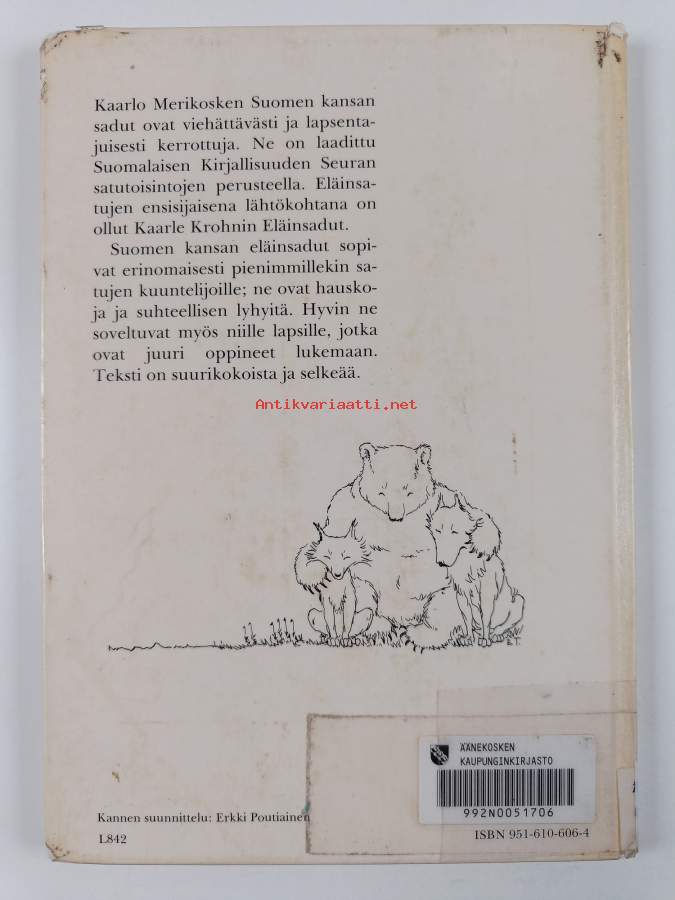 Kaarlo Merikosken Suomen kansan
sadut ovat viehättävästi ja lapsenta-
juisesti kerrottuja. Ne on laadittu
Suomalaisen Kirjallisuuden Seuran
satutoisintojen perusteella. Eläinsa-
tujen ensisijaisena lähtökohtana on
ollut Kaarle Krohnin Eläinsadut.
Suomen kansan eläinsadut sopi-
vat erinomaisesti pienimmillekin sa-
tujen kuuntelijoille; ne ovat hausko-
ja ja suhteellisen lyhyitä. Hyvin ne
soveltuvat myös niille lapsille, jotka
ovat juuri oppineet lukemaan.
Teksti on suurikokoista ja selkeää.
Antikvariaatti.net
ÄÄNEKOSKEN
KAUPUNGINKIRJASTO
992N0051706
Kannen suunnittelu: Erkki Poutiainen
L842
ISBN 951-610-606-4